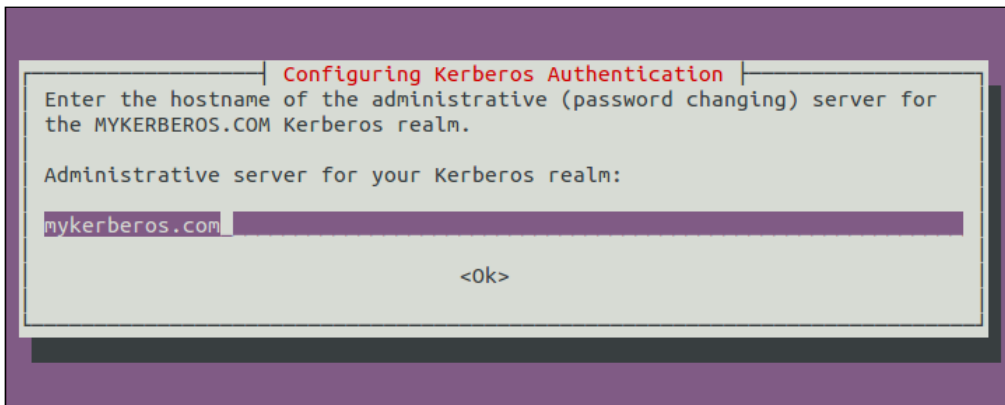 Configuring Kerberos Authentication
Enter the hostname of the administrative (password changing) server for
the MYKERBEROS.COM Kerberos realm.
Administrative server for your Kerberos realm:
mykerberos.com
<Ok>